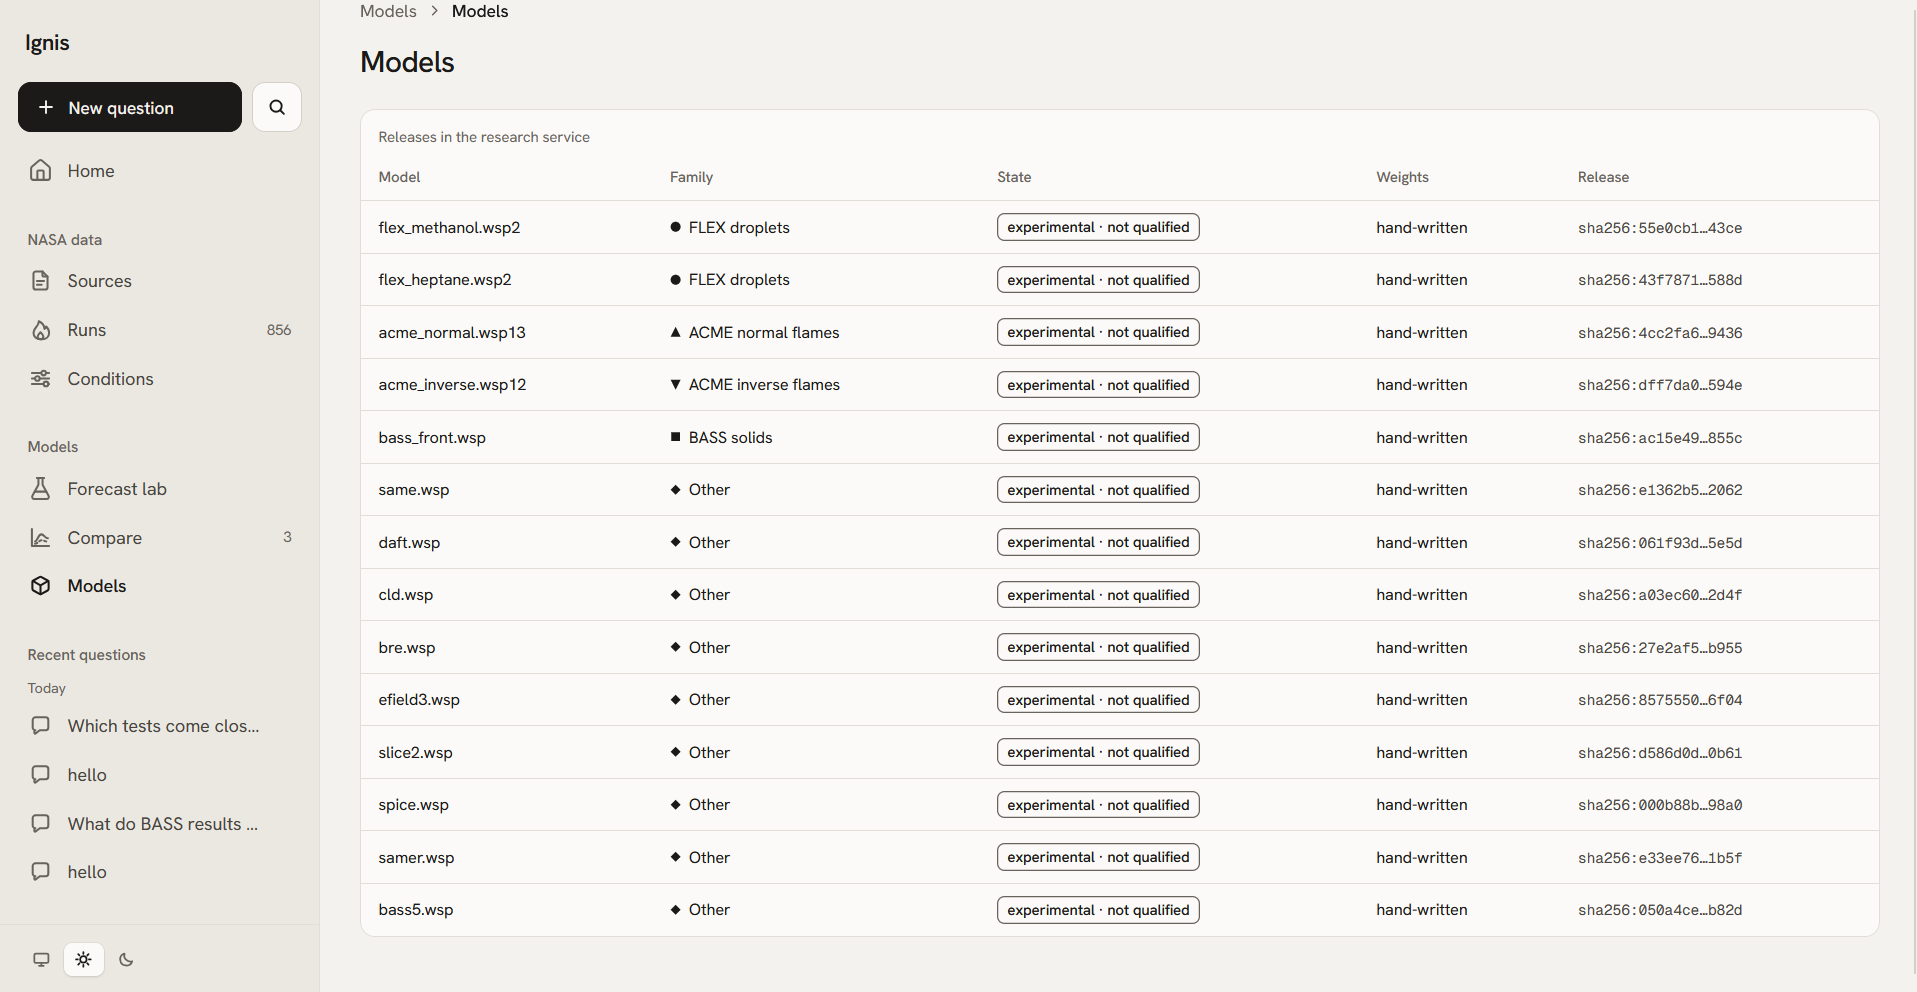 Ignis
New question
Home
NASA data
Sources
Runs 856
Conditions
Models
Forecast lab
Compare 3
Models
Recent questions
Today
Which tests come clos...
hello
What do BASS results ...
hello
Models > Models
Models
Releases in the research service
Model Family State Weights Release
flex_methanol.wsp2 FLEX droplets experimental · not qualified hand-written sha256:55e0cb1…43ce
flex_heptane.wsp2 FLEX droplets experimental · not qualified hand-written sha256:43f7871…588d
acme_normal.wsp13 ACME normal flames experimental · not qualified hand-written sha256:4cc2fa6…9436
acme_inverse.wsp12 ACME inverse flames experimental · not qualified hand-written sha256:dff7da0…594e
bass_front.wsp BASS solids experimental · not qualified hand-written sha256:ac15e49…855c
same.wsp Other experimental · not qualified hand-written sha256:e1362b5…2062
daft.wsp Other experimental · not qualified hand-written sha256:061f93d…5e5d
cld.wsp Other experimental · not qualified hand-written sha256:a03ec60…2d4f
bre.wsp Other experimental · not qualified hand-written sha256:27e2af5…b955
efield3.wsp Other experimental · not qualified hand-written sha256:8575550…6f04
slice2.wsp Other experimental · not qualified hand-written sha256:d586d0d…0b61
spice.wsp Other experimental · not qualified hand-written sha256:000b88b…98a0
samer.wsp Other experimental · not qualified hand-written sha256:e33ee76…1b5f
bass5.wsp Other experimental · not qualified hand-written sha256:050a4ce…b82d